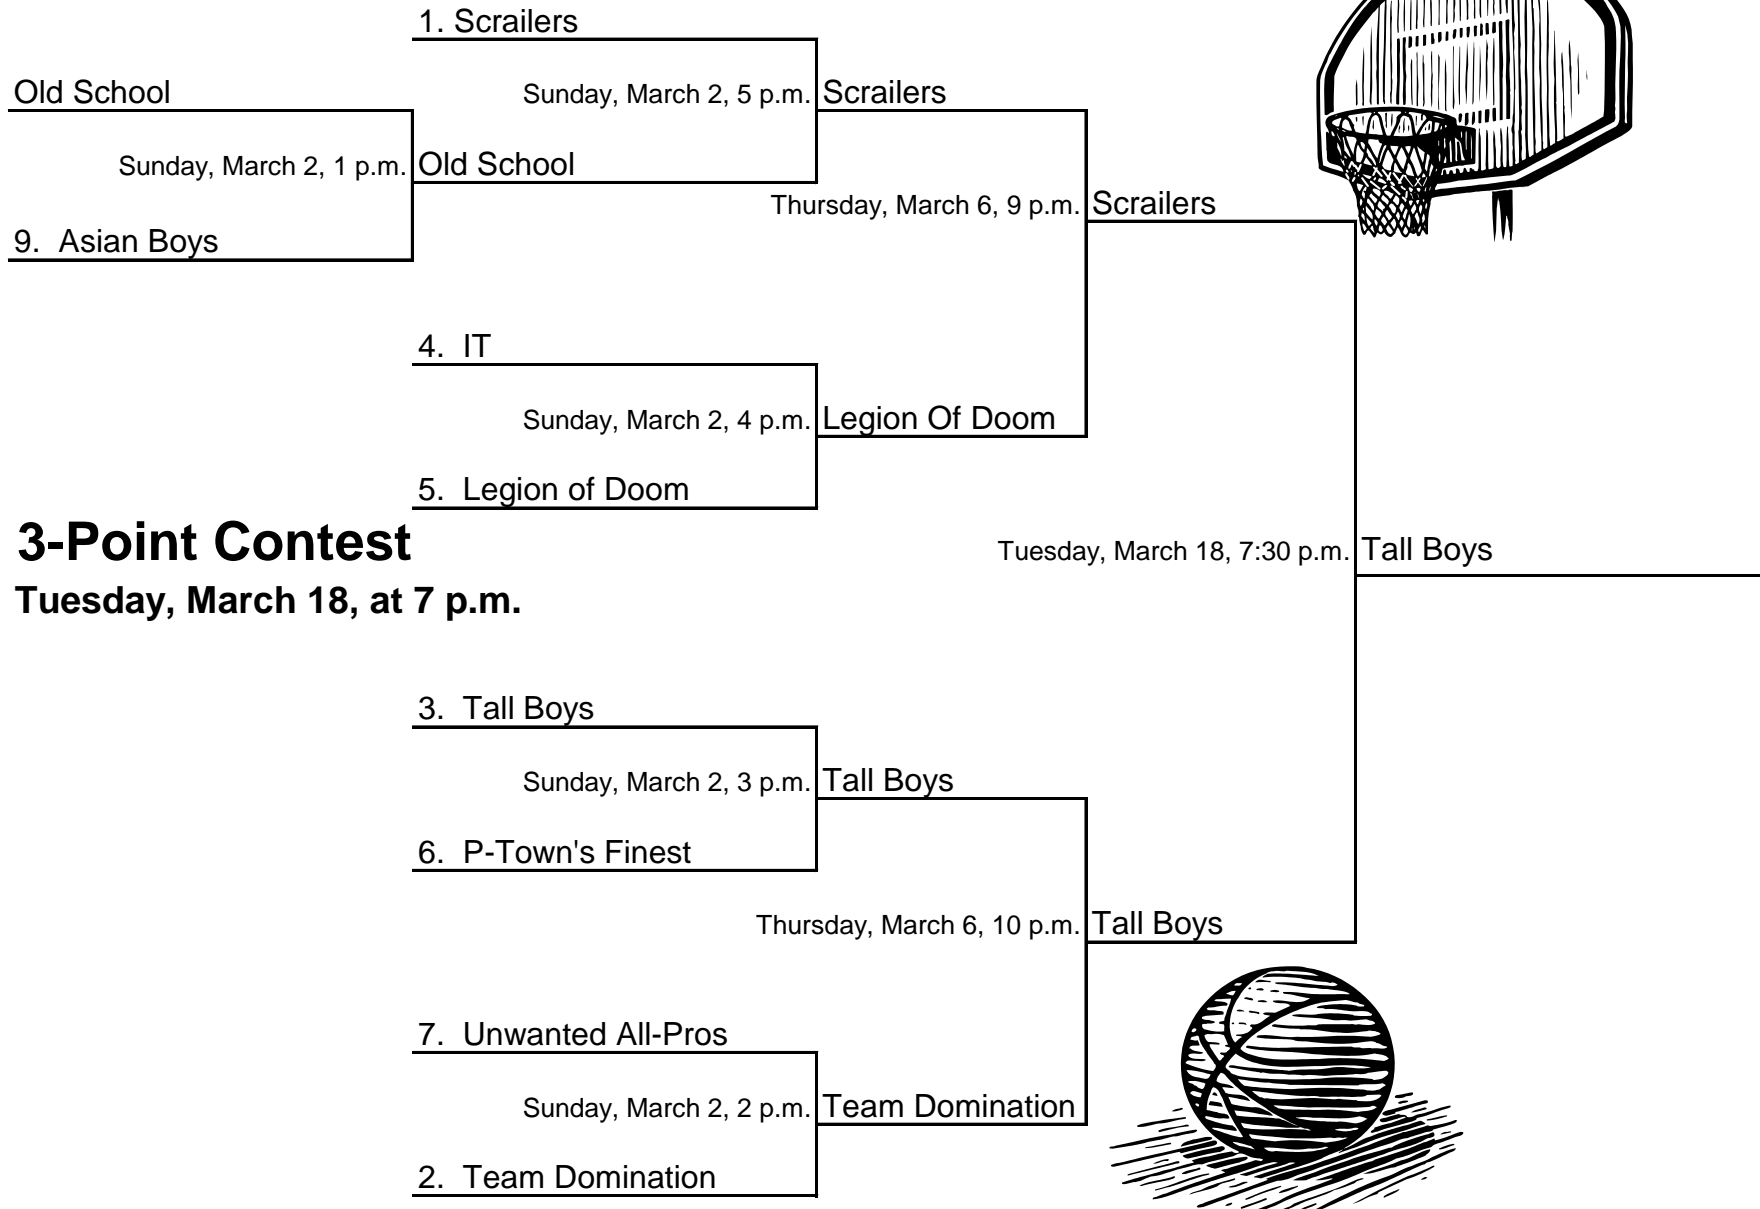 1. Scrailers
Old School
Sunday, March 2, 5 p.m. Scrailers
Sunday, March 2, 1 p.m. Old School
Thursday, March 6, 9 p.m. Scrailers
9. Asian Boys
4. IT
Sunday, March 2, 4 p.m. Legion Of Doom
5. Legion of Doom
3-Point Contest
Tuesday, March 18, 7:30 p.m. Tall Boys
Tuesday, March 18, at 7 p.m.
3. Tall Boys
Sunday, March 2, 3 p.m. Tall Boys
6. P-Town's Finest
Thursday, March 6, 10 p.m. Tall Boys
7. Unwanted All-Pros
Sunday, March 2, 2 p.m. Team Domination
2. Team Domination